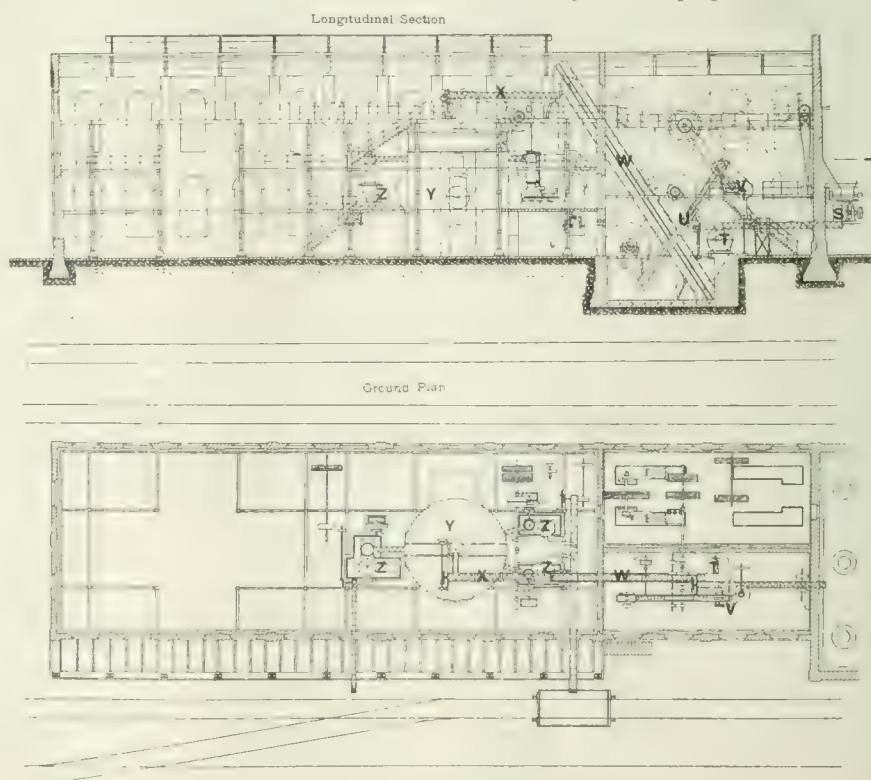 Longitudinal Section
X
W
Z Y V
U S
T
Ground Plan
Y Z
Z X Z W T
V